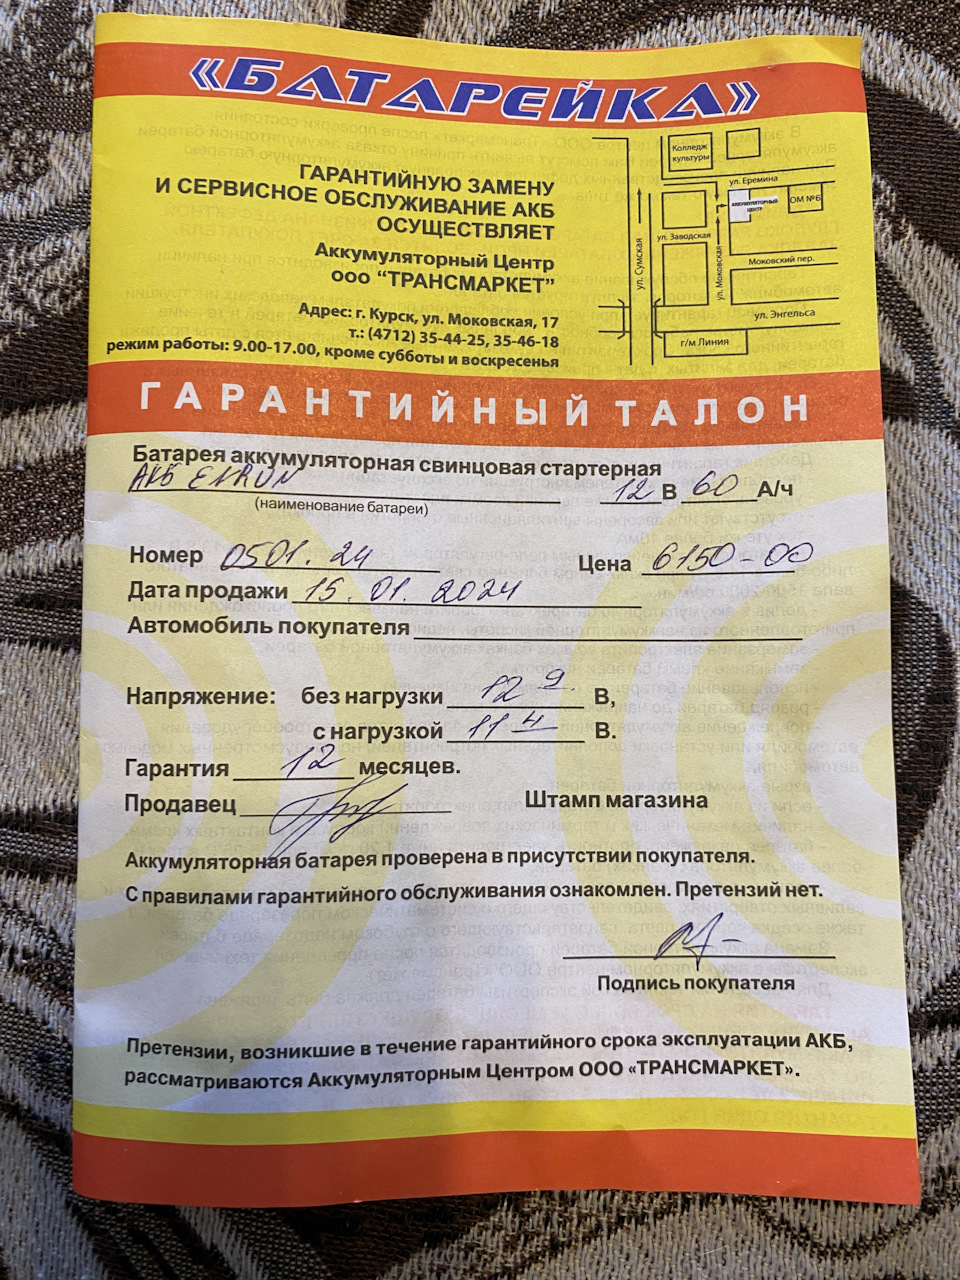 «БАТАРЕЙКА»
ГАРАНТИЙНУЮ ЗАМЕНУ
И СЕРВИСНОЕ ОБСЛУЖИВАНИЕ АКБ
ОСУЩЕСТВЛЯЕТ
Аккумуляторный Центр
ООО “ТРАНСМАРКЕТ”
Адрес: г. Курск, ул. Моковская, 17
т.: (4712) 35-44-25, 35-46-18
режим работы: 9.00-17.00, кроме субботы и воскресенья
Колледж
культуры
ул. Еремина
АККУМУЛЯТОРНЫЙ
ЦЕНТР
ОМ №6
ул. Заводская
ул. Сумская
ул. Моковская
Моковский пер.
ул. Энгельса
г/м Линия
ГАРАНТИЙНЫЙ ТАЛОН
Батарея аккумуляторная свинцовая стартерная
АКБ 12 В 60 А/ч
(наименование батареи)
Номер 0501.24 Цена 6150-00
Дата продажи 15.01.2024
Автомобиль покупателя
Напряжение: без нагрузки 12 9 В,
с нагрузкой 11 4 В.
Гарантия 12 месяцев.
Продавец Штамп магазина
Аккумуляторная батарея проверена в присутствии покупателя.
С правилами гарантийного обслуживания ознакомлен. Претензий нет.
Подпись покупателя
Претензии, возникшие в течение гарантийного срока эксплуатации АКБ,
рассматриваются Аккумуляторным Центром ООО «ТРАНСМАРКЕТ».